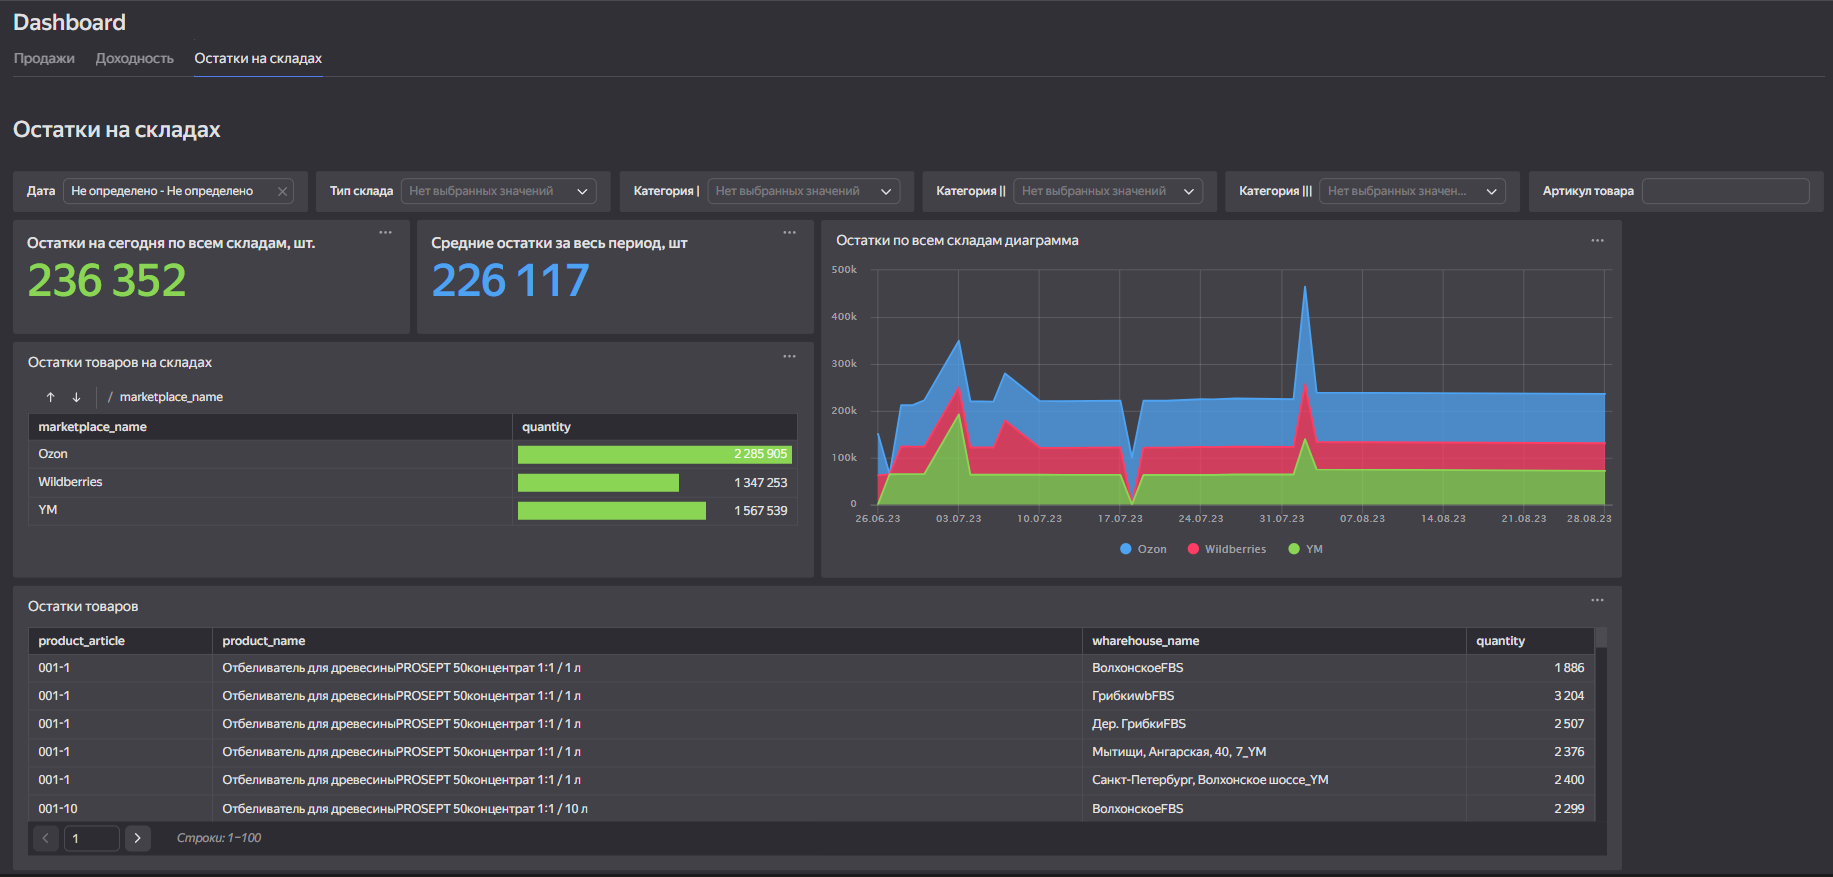 Dashboard
Продажи Доходность Остатки на складах
Остатки на складах
Дата Не определено - Не определено Тип склада Нет выбранных значений Категория | Нет выбранных значений Категория || Нет выбранных значений Категория ||| Нет выбранных значен... Артикул товара
Остатки на сегодня по всем складам, шт.
236 352
Средние остатки за весь период, шт
226 117
Остатки товаров на складах
/ marketplace_name
marketplace_name quantity
Ozon 2 285 905
Wildberries 1 347 253
YM 1 567 539
Остатки по всем складам диаграмма
500k
400k
300k
200k
100k
0
26.06.23 03.07.23 10.07.23 17.07.23 24.07.23 31.07.23 07.08.23 14.08.23 21.08.23 28.08.23
Ozon Wildberries YM
Остатки товаров
product_article product_name wharehouse_name quantity
001-1 Отбеливатель для древесиныPROSEPT 50концентрат 1:1 / 1 л ВолхонскоеFBS 1 886
001-1 Отбеливатель для древесиныPROSEPT 50концентрат 1:1 / 1 л ГрибкиwbFBS 3 204
001-1 Отбеливатель для древесиныPROSEPT 50концентрат 1:1 / 1 л Дер. ГрибкиFBS 2 507
001-1 Отбеливатель для древесиныPROSEPT 50концентрат 1:1 / 1 л Мытищи, Ангарская, 40, 7_YM 2 376
001-1 Отбеливатель для древесиныPROSEPT 50концентрат 1:1 / 1 л Санкт-Петербург, Волхонское шоссе_YM 2 400
001-10 Отбеливатель для древесиныPROSEPT 50концентрат 1:1 / 10 л ВолхонскоеFBS 2 299
1 Строки: 1−100